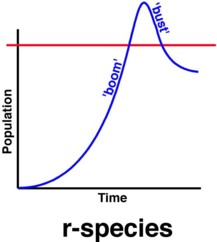 'boom'
'bust'
Population
Time
r-species